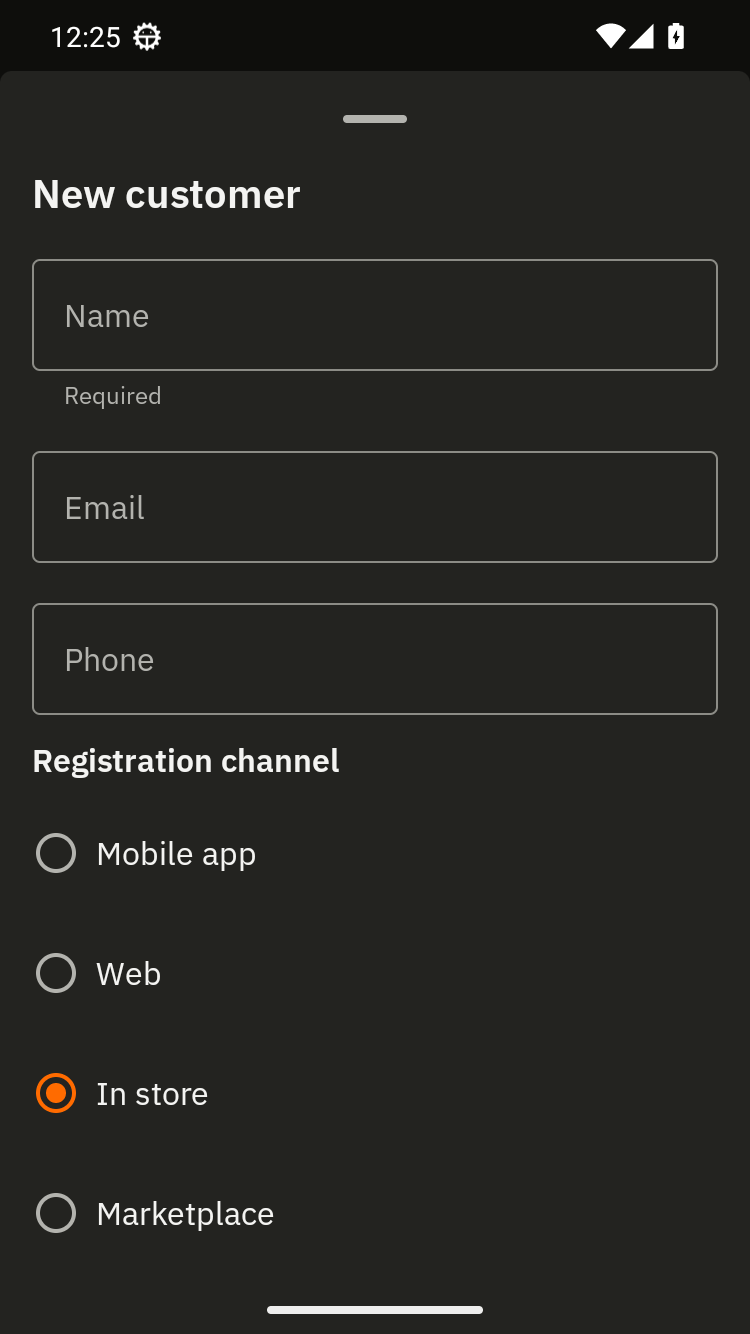 12:25
New customer
Name
Required
Email
Phone
Registration channel
Mobile app
Web
In store
Marketplace